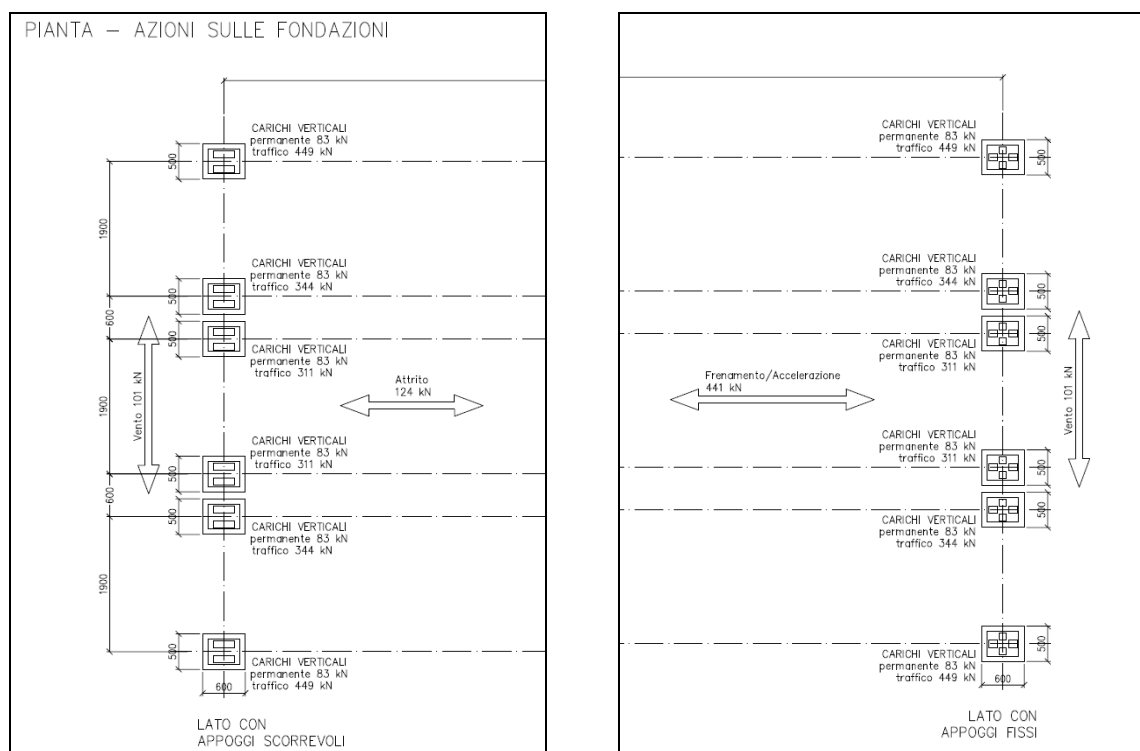 PIANTA – AZIONI SULLE FONDAZIONI
CARICHI VERTICALI
permanente 83 kN
traffico 449 kN
500
1900
CARICHI VERTICALI
permanente 83 kN
traffico 344 kN
500
600
500
CARICHI VERTICALI
permanente 83 kN
traffico 311 kN
Vento 101 kN
1900
Attrito
124 kN
CARICHI VERTICALI
permanente 83 kN
traffico 311 kN
500
600
500
CARICHI VERTICALI
permanente 83 kN
traffico 344 kN
1900
500
CARICHI VERTICALI
permanente 83 kN
traffico 449 kN
600
LATO CON
APPOGGI SCORREVOLI
CARICHI VERTICALI
permanente 83 kN
traffico 449 kN
500
CARICHI VERTICALI
permanente 83 kN
traffico 344 kN
500
500
CARICHI VERTICALI
permanente 83 kN
traffico 311 kN
Frenamento/Accelerazione
441 kN
Vento 101 kN
CARICHI VERTICALI
permanente 83 kN
traffico 311 kN
500
500
CARICHI VERTICALI
permanente 83 kN
traffico 344 kN
500
CARICHI VERTICALI
permanente 83 kN
traffico 449 kN
600
LATO CON
APPOGGI FISSI